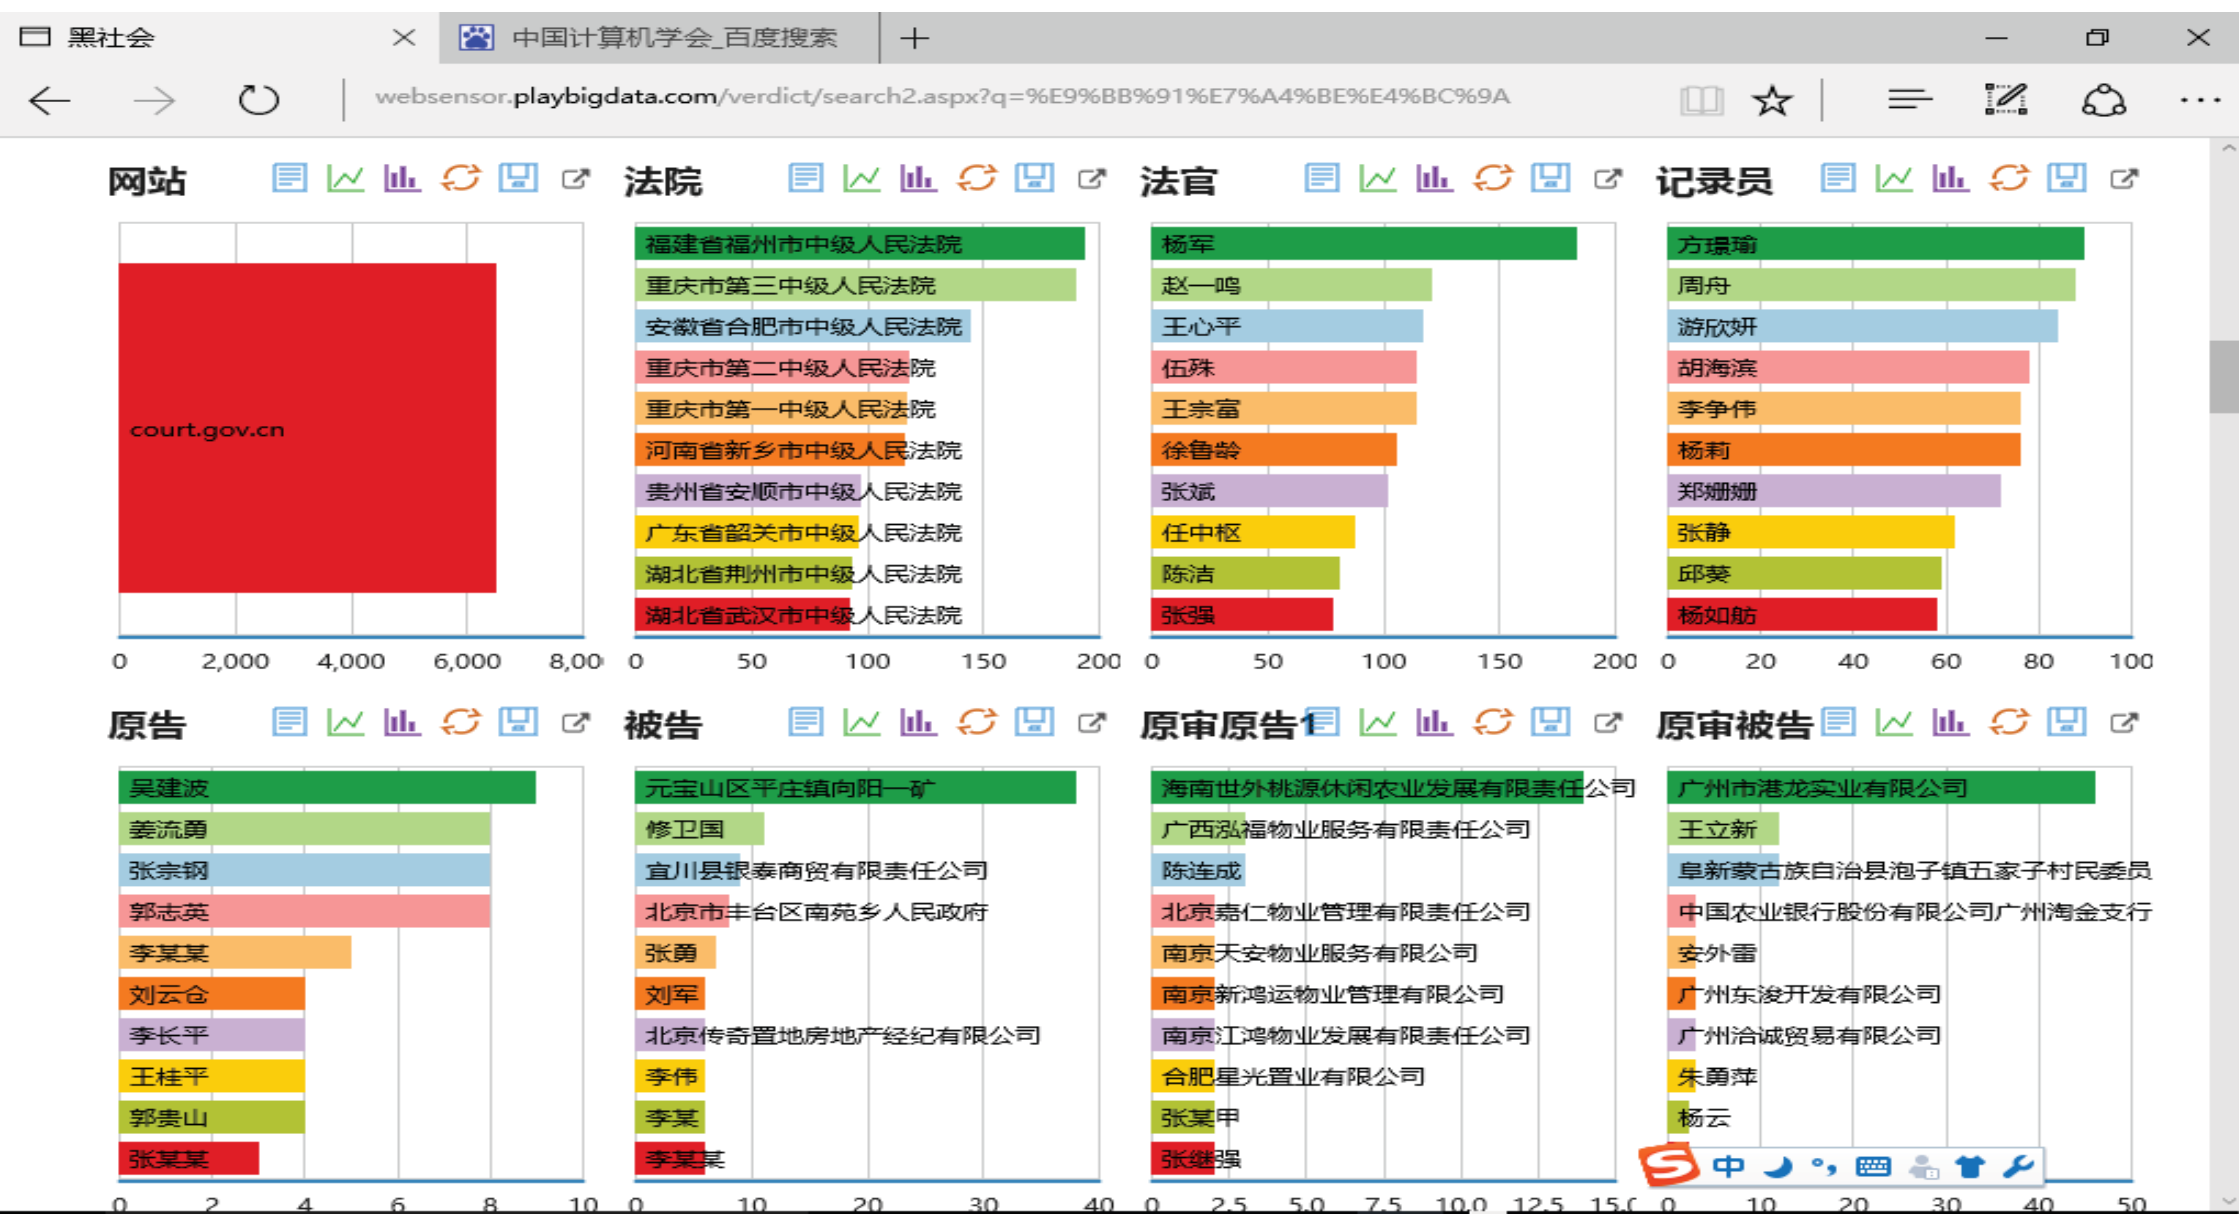 黑社会
中国计算机学会_百度搜索
websensor.playbigdata.com/verdict/search2.aspx?q=%E9%BB%91%E7%A4%BE%E4%BC%9A
网站
court.gov.cn
0 2,000 4,000 6,000 8,00
法院
福建省福州市中级人民法院
重庆市第三中级人民法院
安徽省合肥市中级人民法院
重庆市第二中级人民法院
重庆市第一中级人民法院
河南省新乡市中级人民法院
贵州省安顺市中级人民法院
广东省韶关市中级人民法院
湖北省荆州市中级人民法院
湖北省武汉市中级人民法院
0 50 100 150 200
法官
杨军
赵一鸣
王心平
伍殊
王宗富
徐鲁龄
张斌
任中枢
陈洁
张强
0 50 100 150 200
记录员
方璟瑜
周舟
游欣妍
胡海滨
李争伟
杨莉
郑姗姗
张静
邱葵
杨如舫
0 20 40 60 80 100
原告
吴建波
姜流勇
张宗钢
郭志英
李某某
刘云仓
李长平
王桂平
郭贵山
张某某
0 2 4 6 8 10
被告
元宝山区平庄镇向阳一矿
修卫国
宜川县银泰商贸有限责任公司
北京市丰台区南苑乡人民政府
张勇
刘军
北京传奇置地房地产经纪有限公司
李伟
李某
李某某
0 10 20 30 40
原审原告1
海南世外桃源休闲农业发展有限责任公司
广西泓福物业服务有限责任公司
陈连成
北京嘉仁物业管理有限责任公司
南京天安物业服务有限公司
南京新鸿运物业管理有限公司
南京江鸿物业发展有限责任公司
合肥星光置业有限公司
张某甲
张继强
0 2.5 5.0 7.5 10.0 12.5 15.0
原审被告
广州市港龙实业有限公司
王立新
阜新蒙古族自治县泡子镇五家子村民委员
中国农业银行股份有限公司广州淘金支行
安外雷
广州东浚开发有限公司
广州洽诚贸易有限公司
朱勇萍
杨云
中
0 10 20 30 40 50